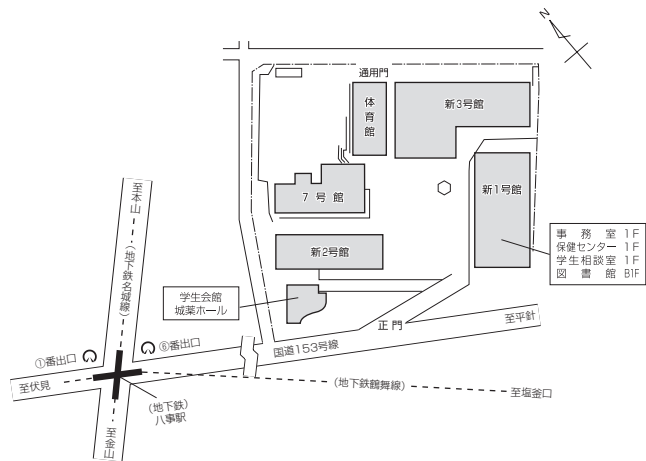 N
通用門
体育館
新3号館
新1号館
7号館
新2号館
事務室 1F
保健センター 1F
学生相談室 1F
図書館 B1F
学生会館
城薬ホール
正門
至平針
国道153号線
至本山
(地下鉄名城線)
①番出口
⑥番出口
至伏見
(地下鉄)
八事駅
至金山
(地下鉄鶴舞線)
至塩釜口